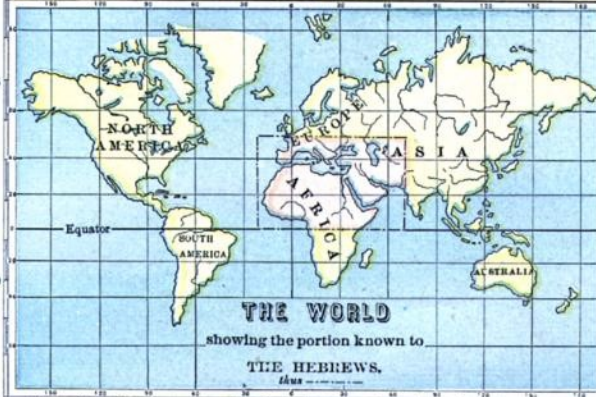 NORTH
AMERICA
EUROPE
ASIA
AFRICA
Equator
SOUTH
AMERICA
AUSTRALIA
THE WORLD
showing the portion known to
THE HEBREWS,
thus